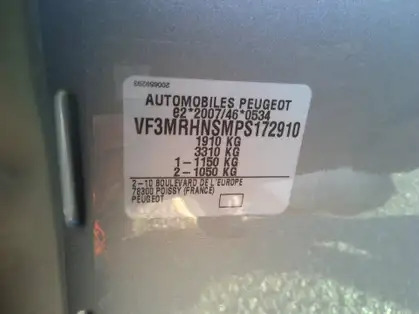 AUTOMOBILES PEUGEOT
e2*2007/46*0534
VF3MRHNSMPS172910
1910 KG
3310 KG
1-1150 KG
2-1050 KG
2-10 BOULEVARD DE L'EUROPE
78300 POISSY (FRANCE)
PEUGEOT